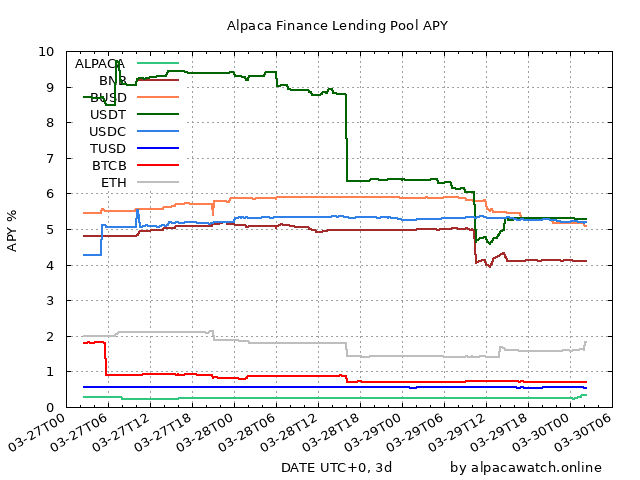 Alpaca Finance Lending Pool APY
10
9
8
7
6
5
4
3
2
1
0
APY %
ALPACA
BNB
BUSD
USDT
USDC
TUSD
BTCB
ETH
03-27T00
03-27T06
03-27T12
03-27T18
03-28T00
03-28T06
03-28T12
03-28T18
03-29T00
03-29T06
03-29T12
03-29T18
03-30T00
03-30T06
DATE UTC+0, 3d
by alpacawatch.online